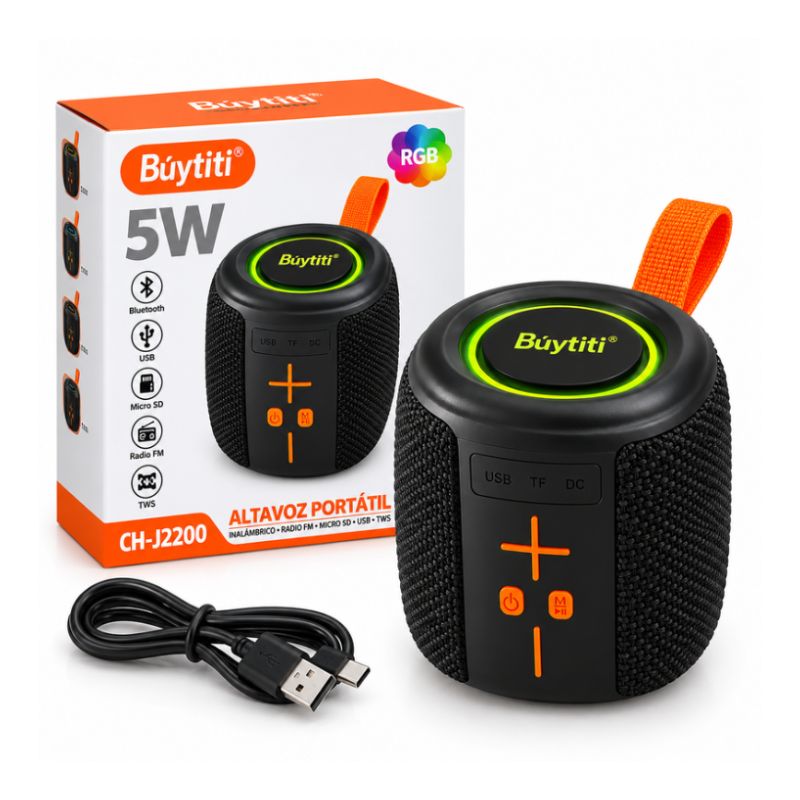 Búytiti®
Búytiti®
RGB
5W
Bluetooth
USB
Micro SD
Radio FM
TWS
Búytiti®
USB TF DC
M
ALTAVOZ PORTÁTIL
INALÁMBRICO • RADIO FM • MICRO SD • USB • TWS
CH-J2200
Búytiti®
USB TF DC
M